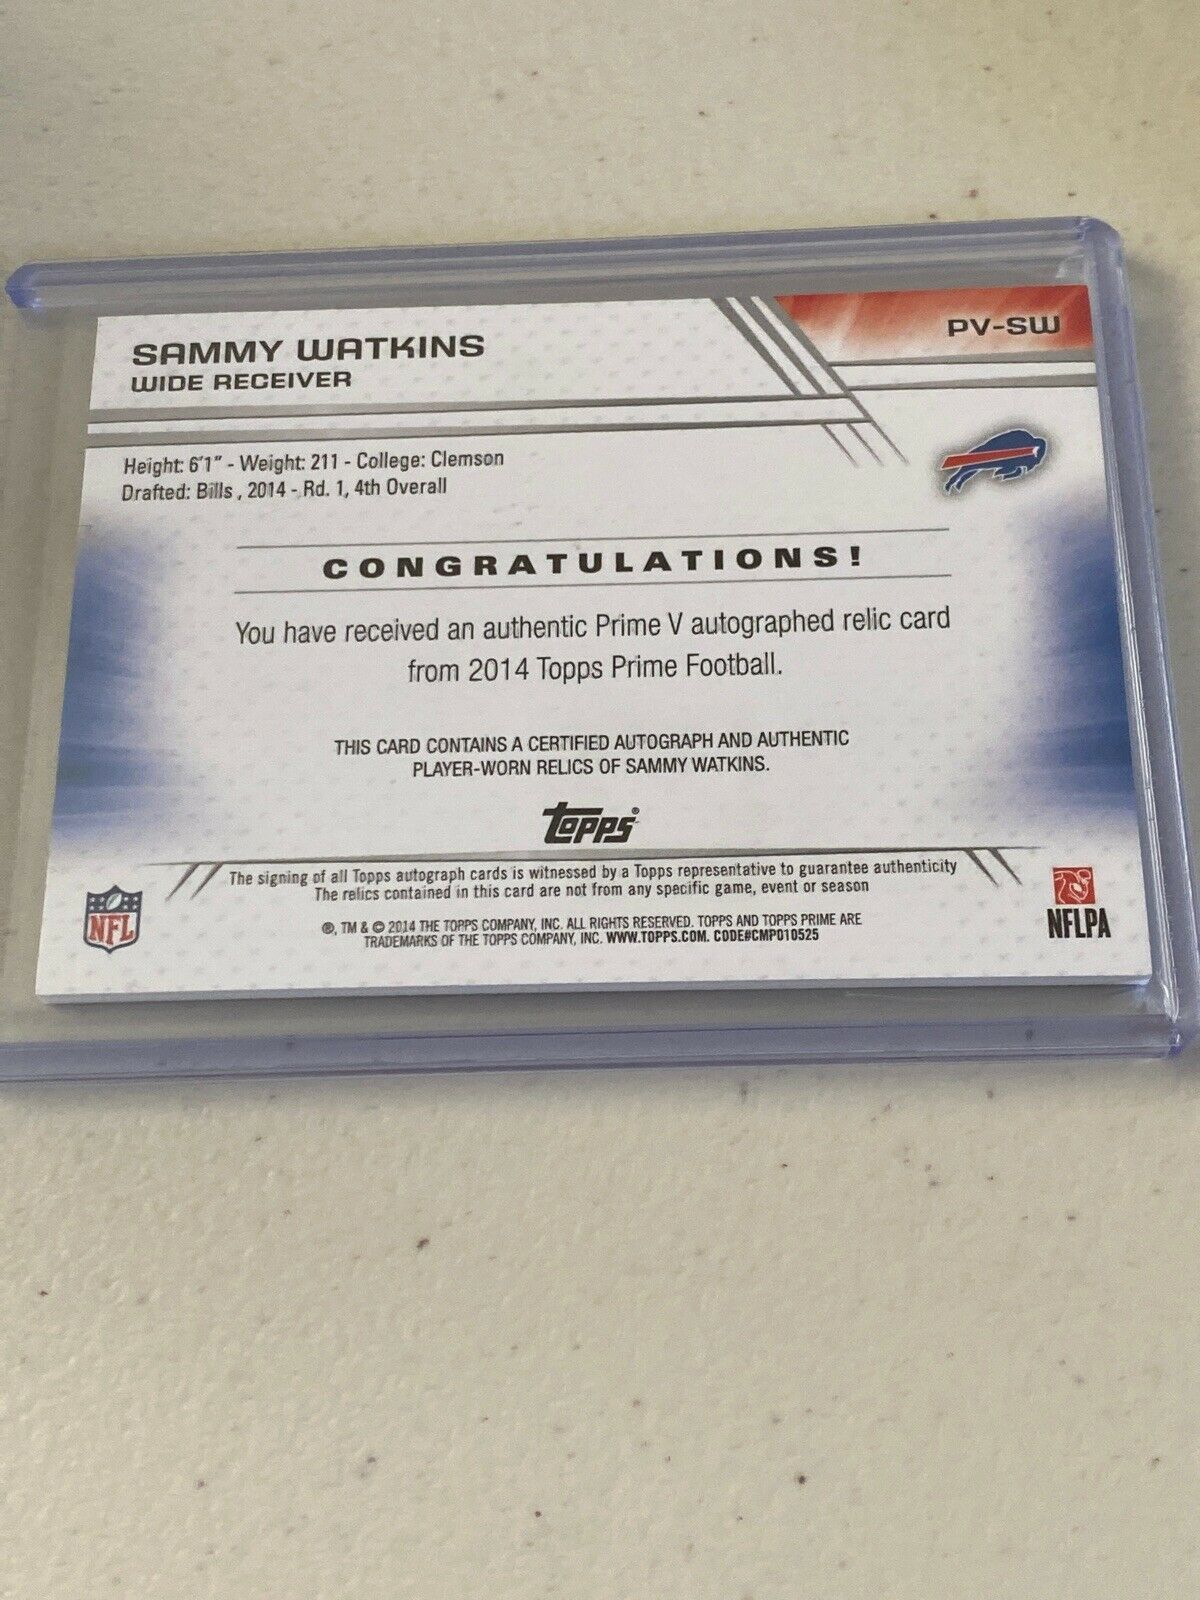 SAMMY WATKINS
PV-SW
WIDE RECEIVER
Height: 6'1" - Weight: 211 - College: Clemson
Drafted: Bills , 2014 - Rd. 1, 4th Overall
CONGRATULATIONS!
You have received an authentic Prime V autographed relic card
from 2014 Topps Prime Football.
THIS CARD CONTAINS A CERTIFIED AUTOGRAPH AND AUTHENTIC
PLAYER-WORN RELICS OF SAMMY WATKINS.
Topps®
The signing of all Topps autograph cards is witnessed by a Topps representative to guarantee authenticity
The relics contained in this card are not from any specific game, event or season
®, TM & © 2014 THE TOPPS COMPANY, INC. ALL RIGHTS RESERVED. TOPPS AND TOPPS PRIME ARE
TRADEMARKS OF THE TOPPS COMPANY, INC. WWW.TOPPS.COM. CODE#CMP010525
NFL
NFLPA